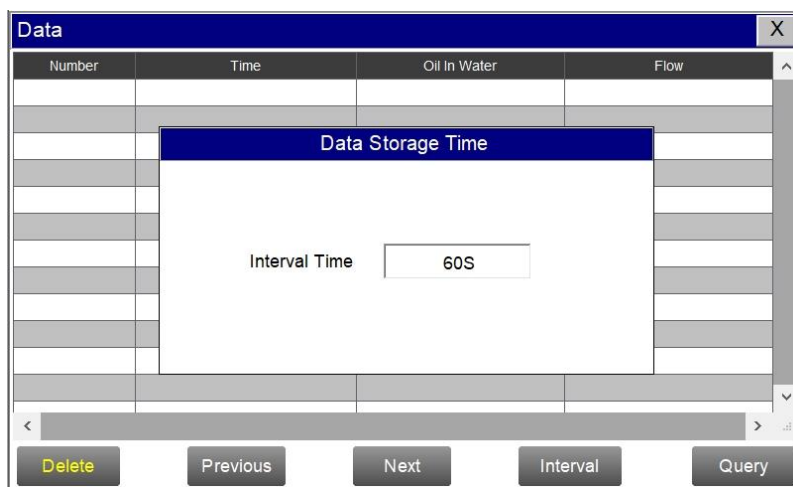 Data X
Number Time Oil In Water Flow
Data Storage Time
Interval Time 60S
Delete Previous Next Interval Query